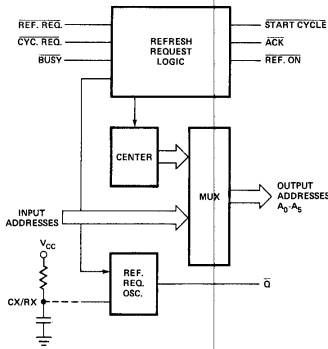 REF. REQ.
CYC. REQ.
BUSY
REFRESH
REQUEST
LOGIC
START CYCLE
ACK
REF. ON
CENTER
MUX
INPUT
ADDRESSES
OUTPUT
ADDRESSES
A0-A5
VCC
CX/RX
REF.
REQ.
OSC.
Q